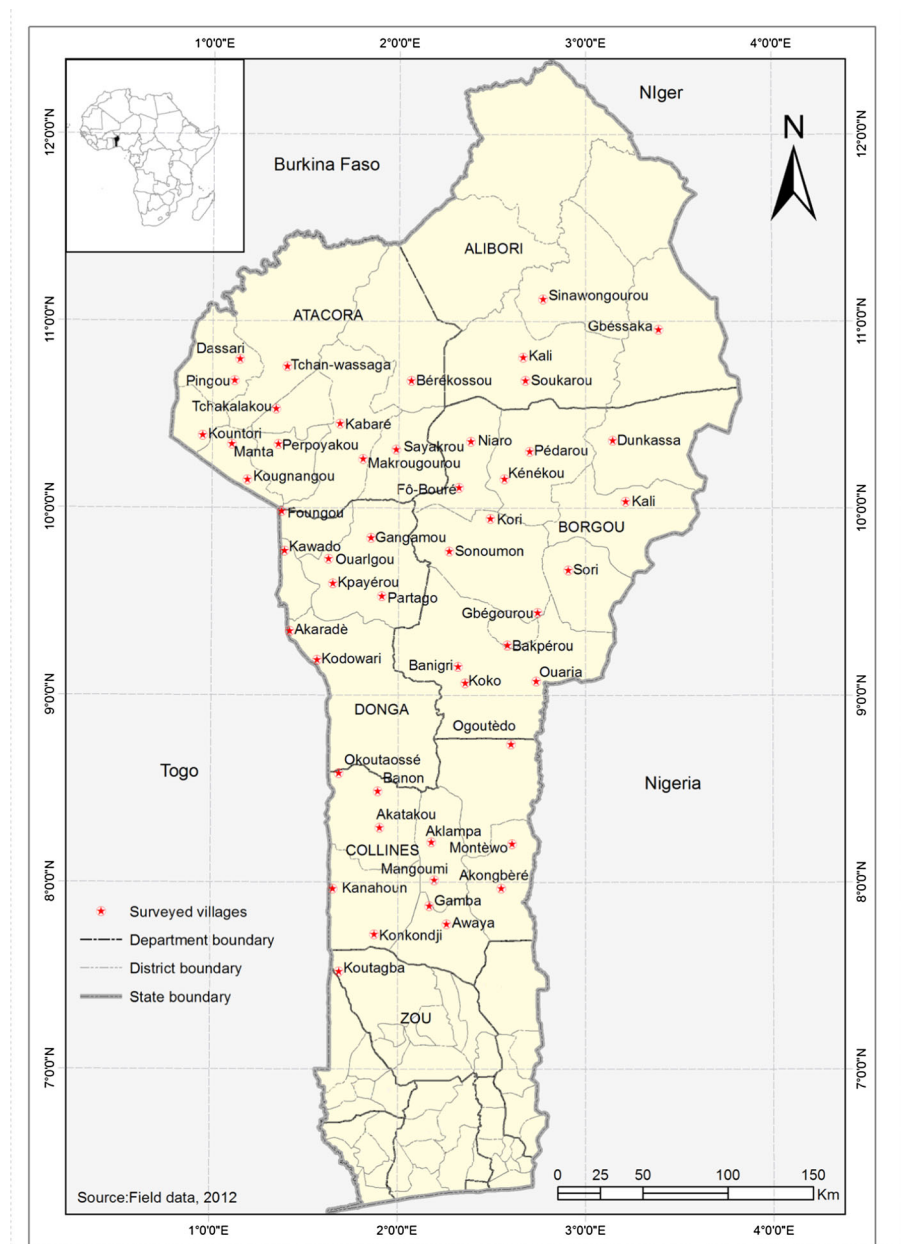 1°0'0"E 2°0'0"E 3°0'0"E 4°0'0"E
NIger
N
12°0'0"N 12°0'0"N
Burkina Faso
ALIBORI
Sinawongourou
ATACORA
11°0'0"N 11°0'0"N
Gbéssaka
Dassari
Kali
Tchan-wassaga
Pingou
Bérékossou
Soukarou
Tchakalakou
Kabaré
Kountori
Niaro
Dunkassa
Manta
Perpoyakou
Sayakrou
Pédarou
Makrougourou
Kougnangou
Kénékou
Fô-Bouré
Kali
10°0'0"N 10°0'0"N
Foungou
Kori
BORGOU
Gangamou
Kawado
Sonoumon
Ouarlgou
Sori
Kpayérou
Partago
Gbégourou
Akaradè
Bakpérou
Kodowari
Banigri
Ouaria
Koko
9°0'0"N 9°0'0"N
DONGA
Ogoutèdo
Okoutaossé
Togo
Banon
Nigeria
Akatakou
Aklampa
COLLINES
Montèwo
Mangoumi
Akongbèré
8°0'0"N 8°0'0"N
Kanahoun
Gamba
Surveyed villages
Awaya
Konkondji
Department boundary
District boundary
Koutagba
State boundary
ZOU
7°0'0"N 7°0'0"N
0 25 50 100 150
Km
Source:Field data, 2012
1°0'0"E 2°0'0"E 3°0'0"E 4°0'0"E